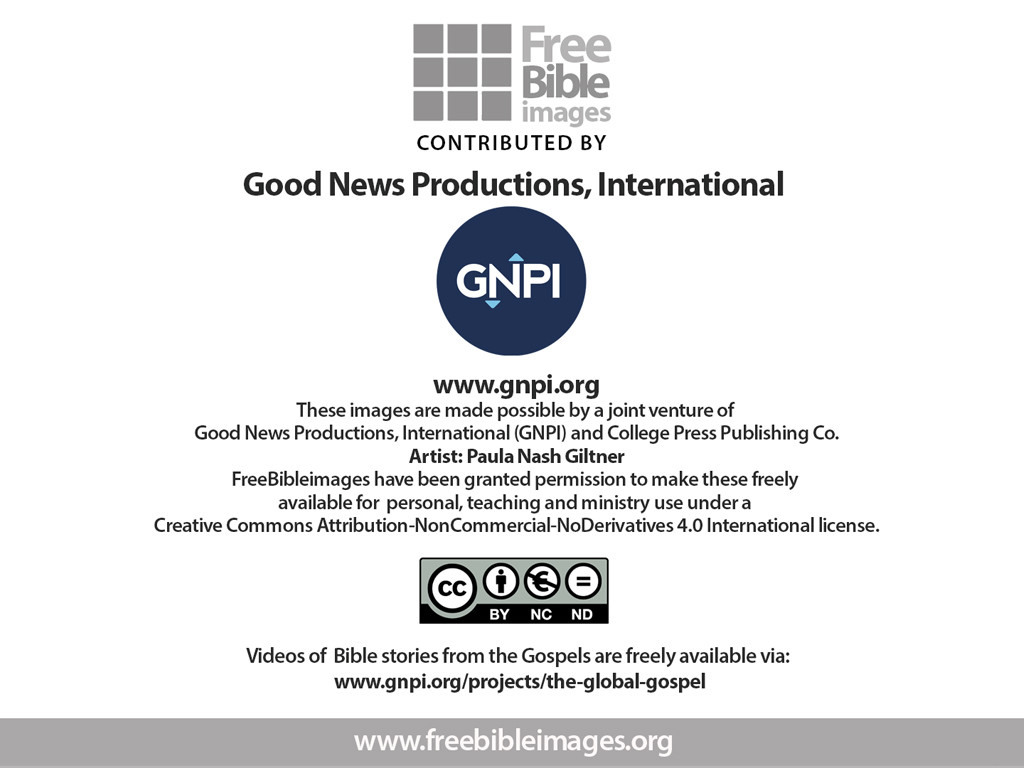 Free
Bible
images
CONTRIBUTED BY
Good News Productions, International
GNPI
www.gnpi.org
These images are made possible by a joint venture of
Good News Productions, International (GNPI) and College Press Publishing Co.
Artist: Paula Nash Giltner
FreeBibleimages have been granted permission to make these freely
available for personal, teaching and ministry use under a
Creative Commons Attribution-NonCommercial-NoDerivatives 4.0 International license.
cc
BY NC ND
Videos of Bible stories from the Gospels are freely available via:
www.gnpi.org/projects/the-global-gospel
www.freebibleimages.org